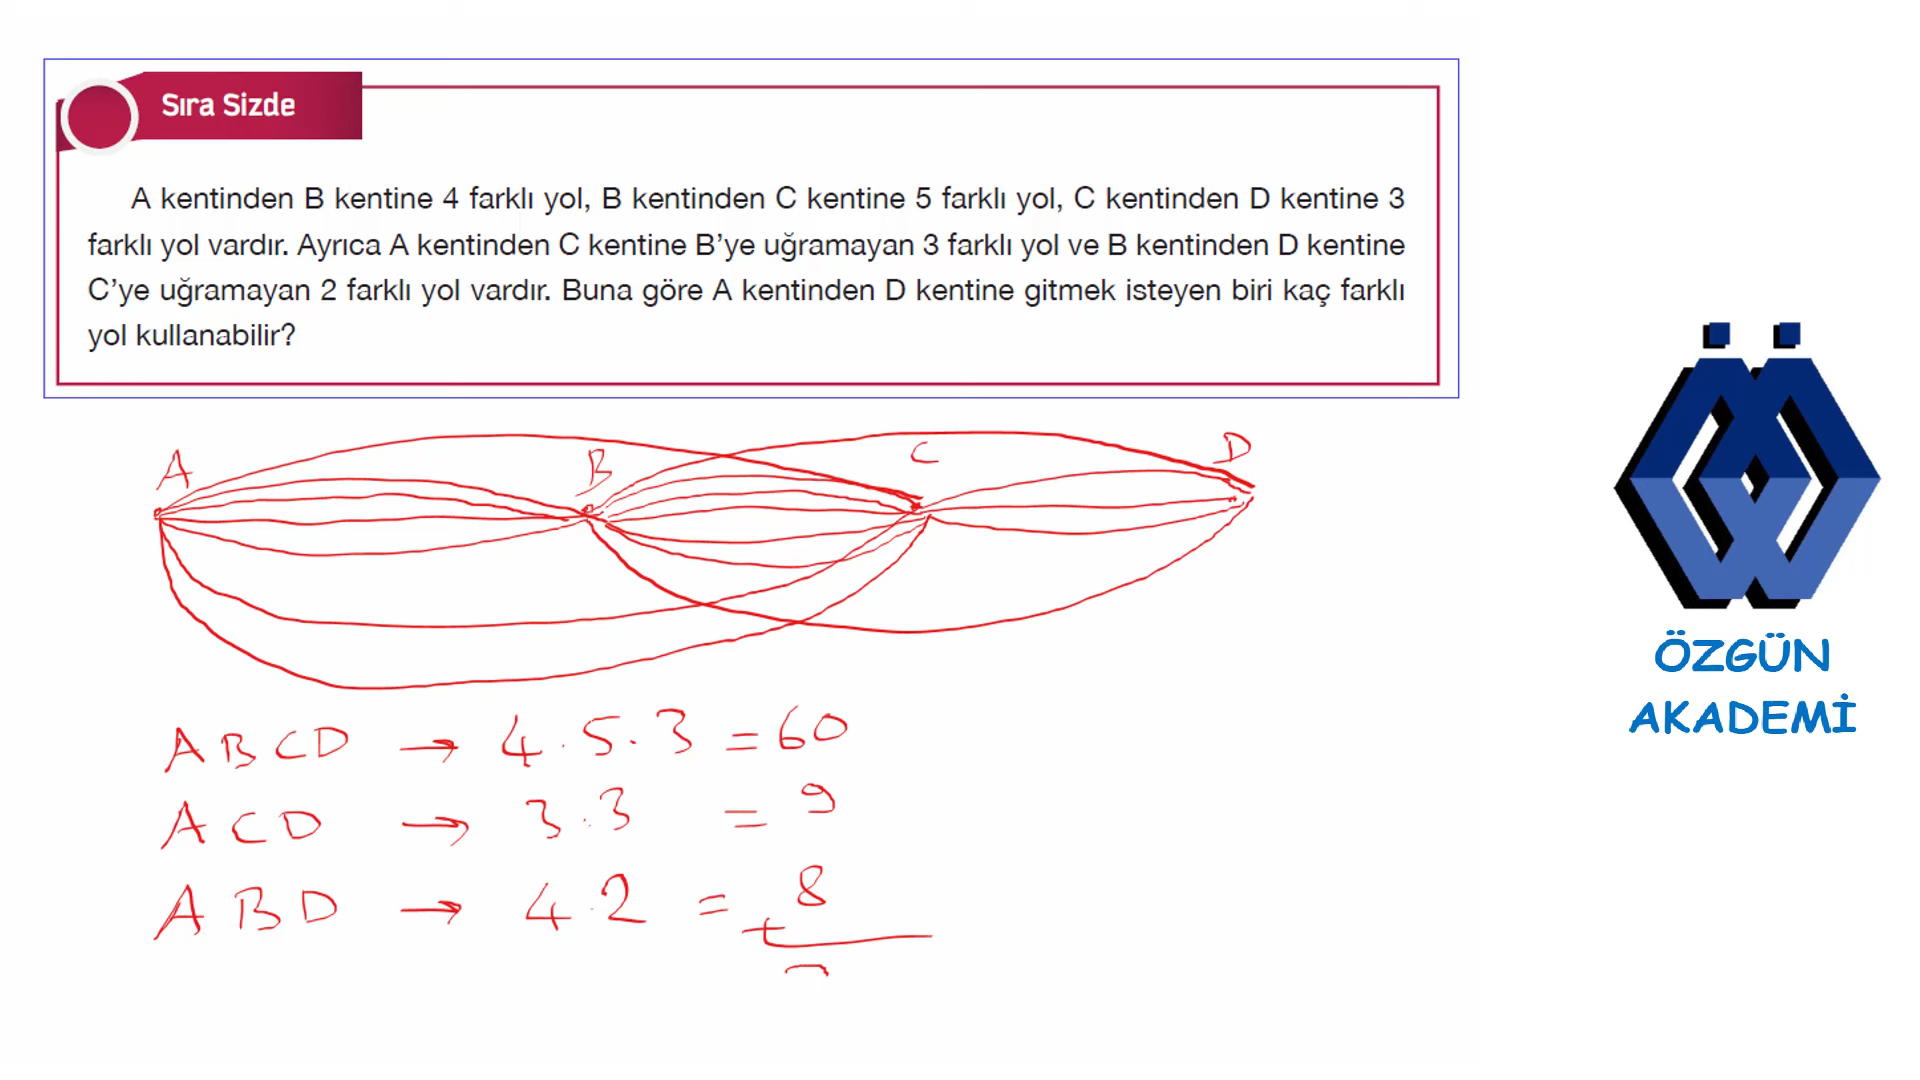 Sıra Sizde
A kentinden B kentine 4 farklı yol, B kentinden C kentine 5 farklı yol, C kentinden D kentine 3
farklı yol vardır. Ayrıca A kentinden C kentine B’ye uğramayan 3 farklı yol ve B kentinden D kentine
C’ye uğramayan 2 farklı yol vardır. Buna göre A kentinden D kentine gitmek isteyen biri kaç farklı
yol kullanabilir?
A B C D
ABCD → 4.5.3 = 60
ACD → 3.3 = 9
ABD → 4.2 = 8
+
ÖZGÜN
AKADEMİ